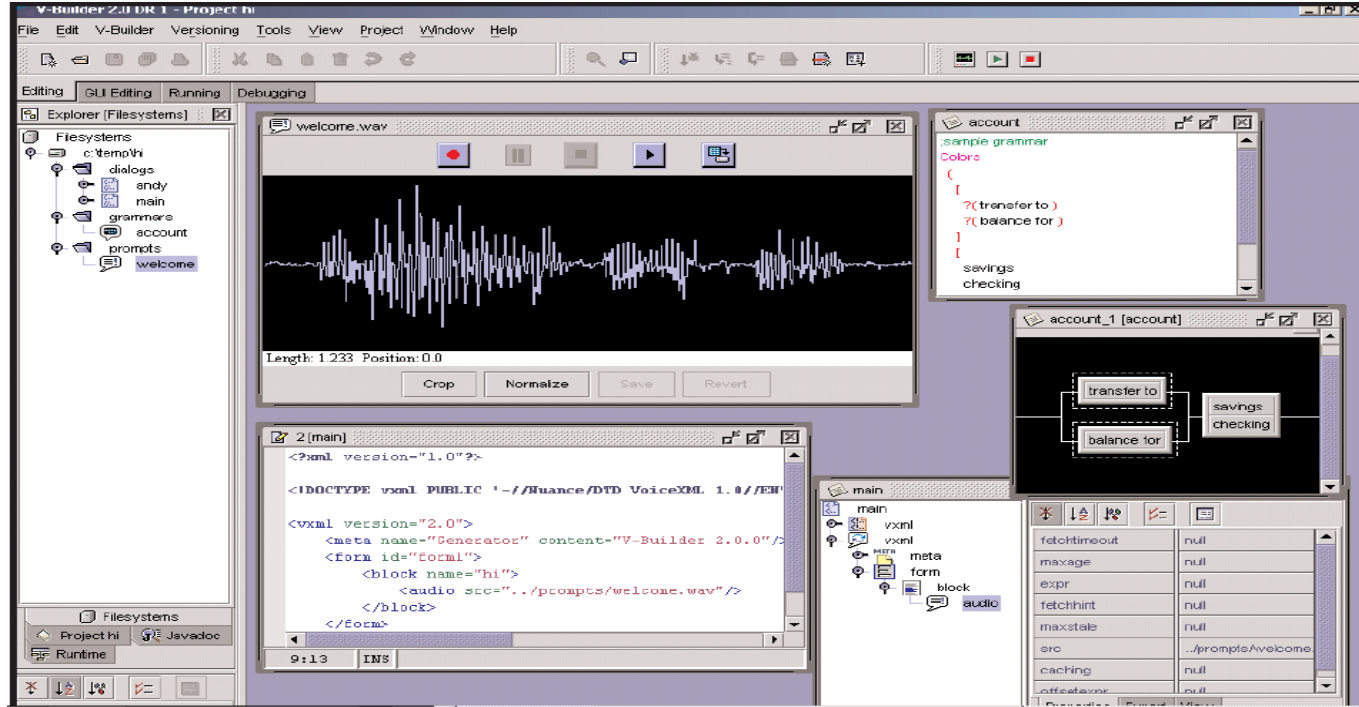 V-Builder 2.0 DR 1 - Project hi
File Edit V-Builder Versioning Tools View Project Window Help
Editing GUI Editing Running Debugging
Explorer [Filesystems]
Filesystems
c:\temp\hi
dialogs
andy
main
grammars
account
prompts
welcome
Filesystems
Project hi Javadoc
Runtime
welcome.wav
Length: 1.233 Position: 0.0
Crop Normalize Save Revert
account
;sample grammar
Colors
(
[
?( transfer to )
?( balance for )
]
[
savings
checking
account_1 [account]
transfer to
balance for
savings
checking
2 [main]
<?xml version="1.0"?>
<!DOCTYPE vxml PUBLIC '-//Nuance/DTD VoiceXML 1.0//EN'
<vxml version="2.0">
<meta name="Generator" content="V-Builder 2.0.0"/>
<form id="form1">
<block name="hi">
<audio src="../prompts/welcome.wav"/>
</block>
</form>
9:13 INS
main
main
vxml
vxml
META meta
form
block
audio
fetchtimeout null
maxage null
expr null
fetchhint null
maxstale null
src ../prompts/welcome.
caching null
offsetexpr null
Properties Expert View